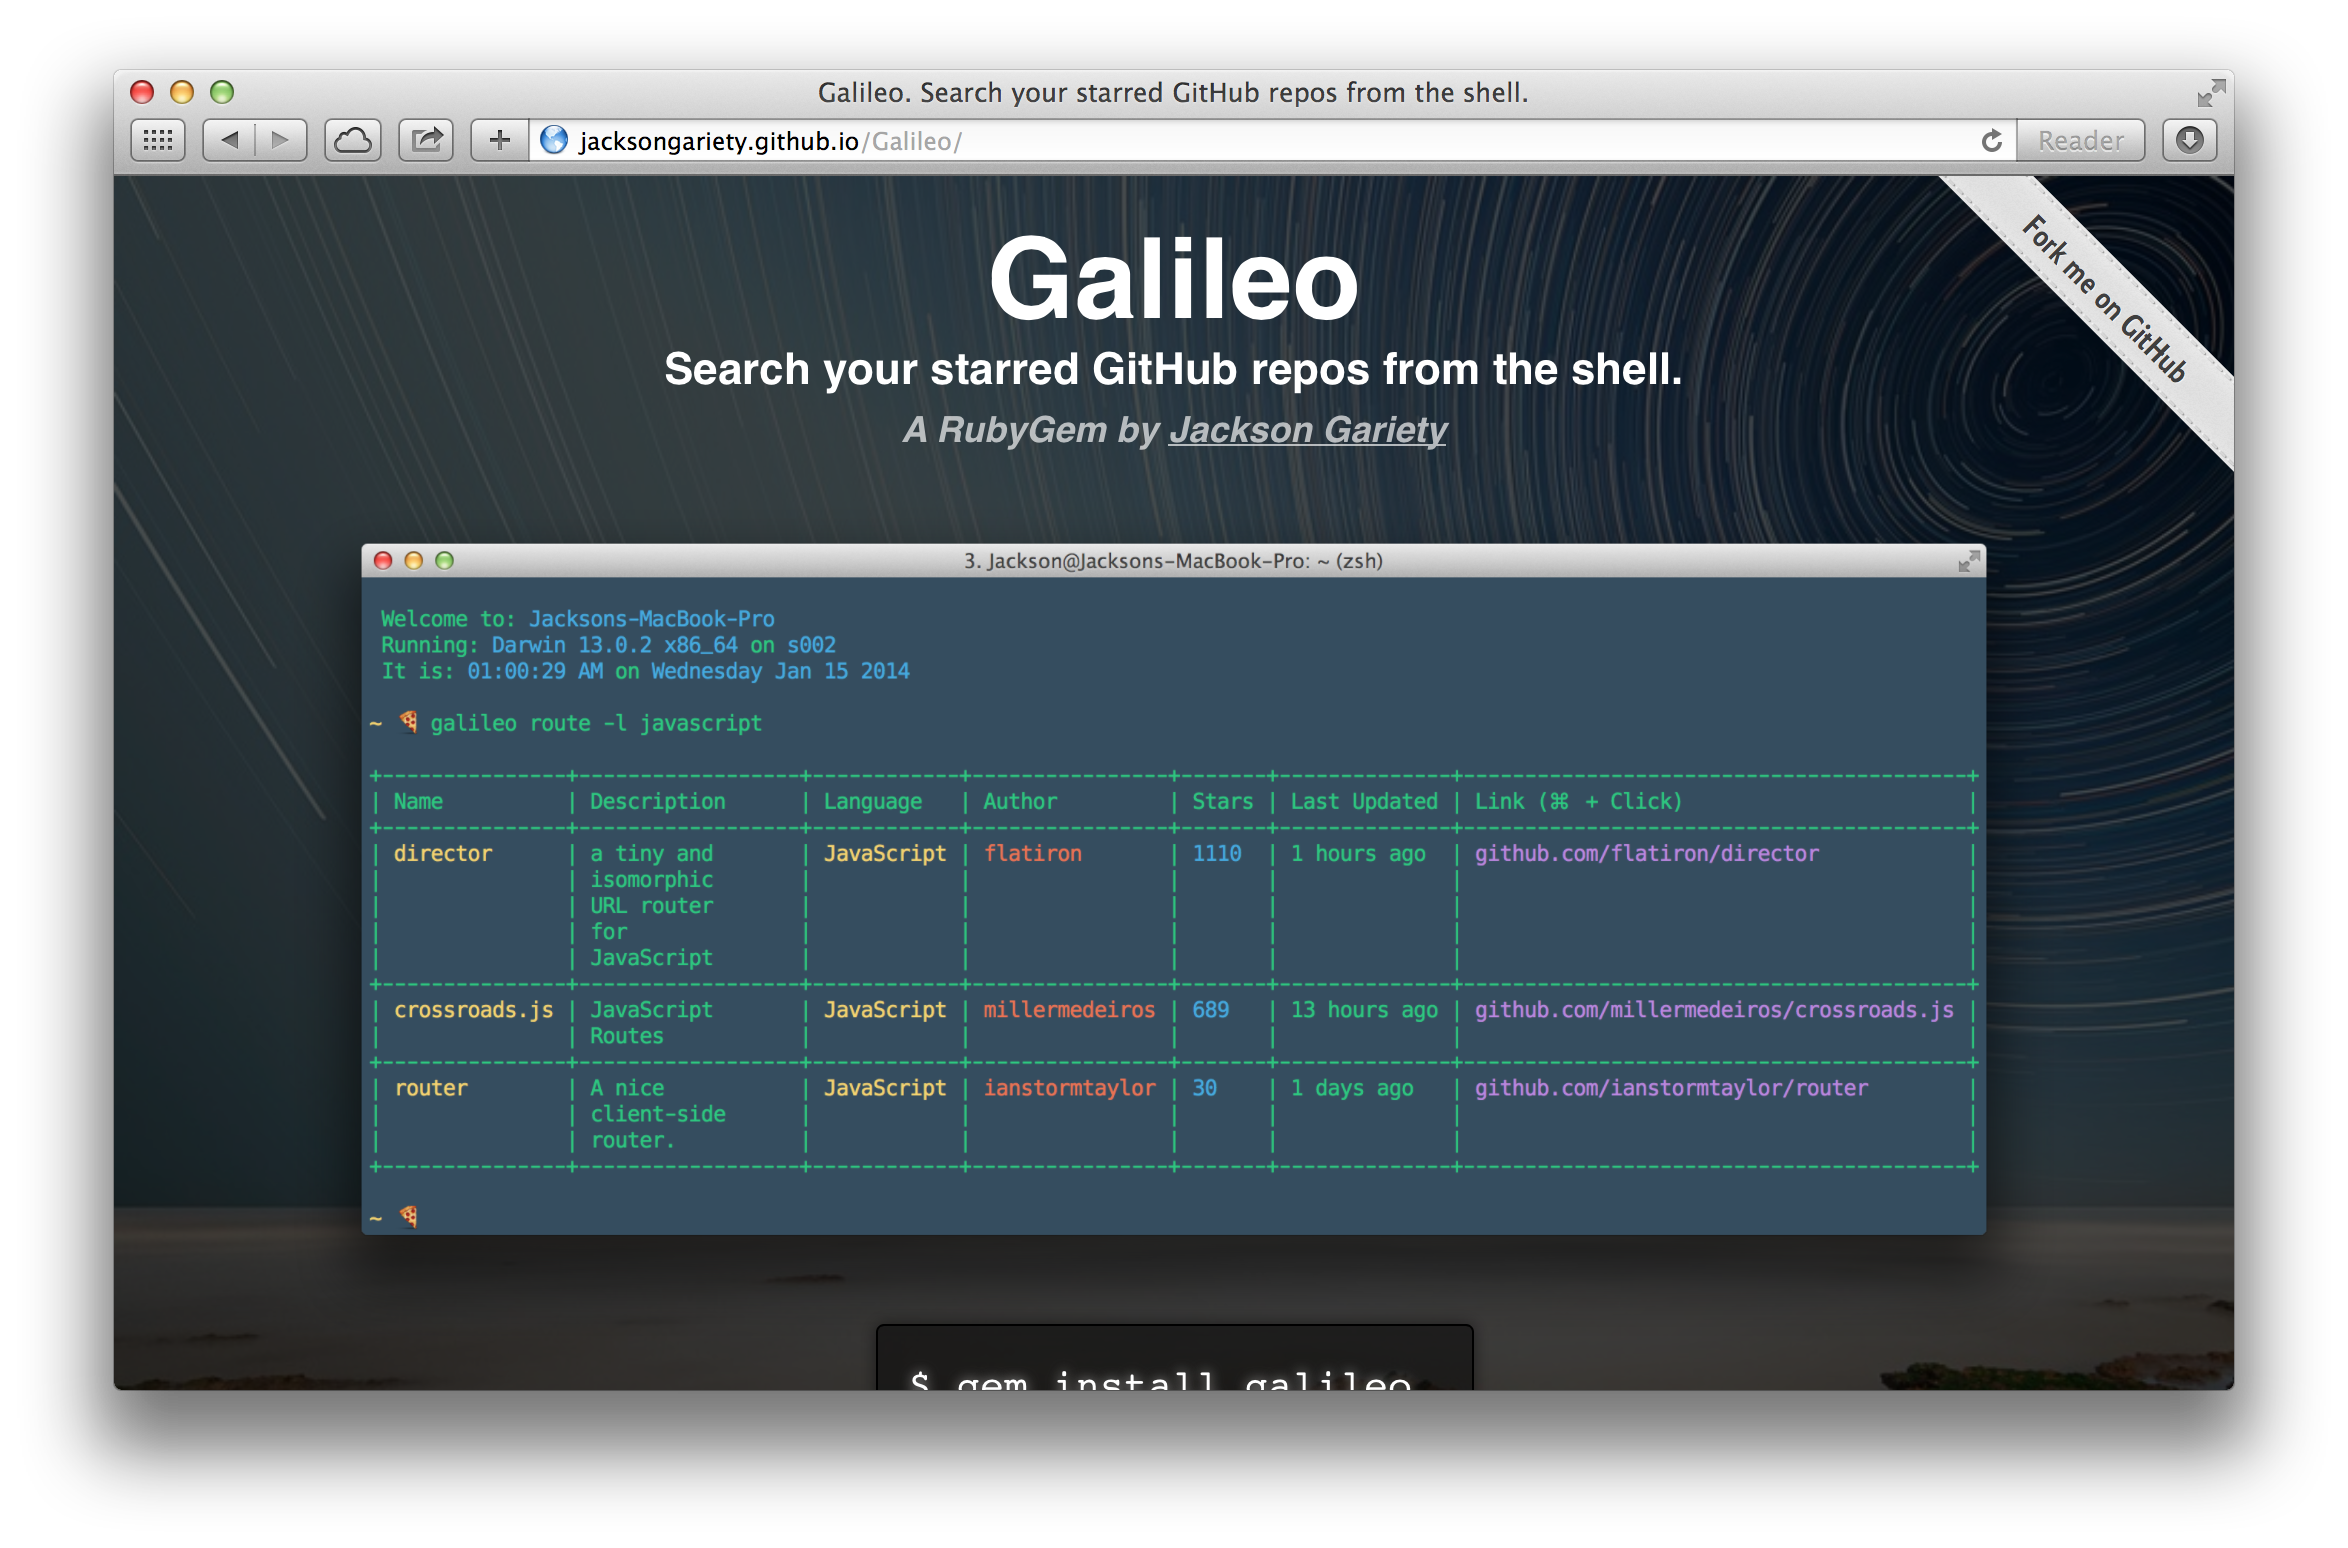 Galileo. Search your starred GitHub repos from the shell.
jacksongariety.github.io/Galileo/
Reader
Fork me on GitHub
Galileo
Search your starred GitHub repos from the shell.
A RubyGem by Jackson Gariety
3. Jackson@Jacksons-MacBook-Pro: ~ (zsh)
Welcome to: Jacksons-MacBook-Pro
Running: Darwin 13.0.2 x86_64 on s002
It is: 01:00:29 AM on Wednesday Jan 15 2014
~ 🍕 galileo route -l javascript
+---------------+------------------+------------+----------------+-------+--------------+-----------------------------------------+
| Name | Description | Language | Author | Stars | Last Updated | Link (⌘ + Click) |
+---------------+------------------+------------+----------------+-------+--------------+-----------------------------------------+
| director | a tiny and | JavaScript | flatiron | 1110 | 1 hours ago | github.com/flatiron/director |
| | isomorphic | | | | | |
| | URL router | | | | | |
| | for | | | | | |
| | JavaScript | | | | | |
+---------------+------------------+------------+----------------+-------+--------------+-----------------------------------------+
| crossroads.js | JavaScript | JavaScript | millermedeiros | 689 | 13 hours ago | github.com/millermedeiros/crossroads.js |
| | Routes | | | | | |
+---------------+------------------+------------+----------------+-------+--------------+-----------------------------------------+
| router | A nice | JavaScript | ianstormtaylor | 30 | 1 days ago | github.com/ianstormtaylor/router |
| | client-side | | | | | |
| | router. | | | | | |
+---------------+------------------+------------+----------------+-------+--------------+-----------------------------------------+
~ 🍕
$ gem install galileo